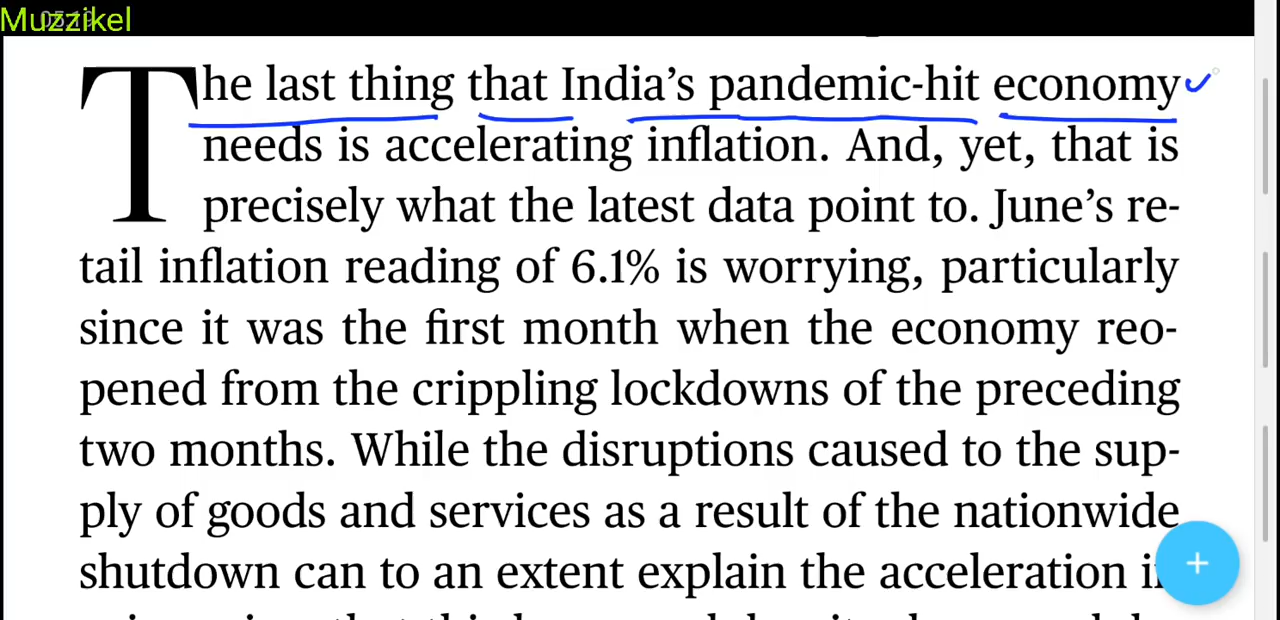 Muzzikel
The last thing that India's pandemic-hit economy
needs is accelerating inflation. And, yet, that is
precisely what the latest data point to. June's re-
tail inflation reading of 6.1% is worrying, particularly
since it was the first month when the economy reo-
pened from the crippling lockdowns of the preceding
two months. While the disruptions caused to the sup-
ply of goods and services as a result of the nationwide
shutdown can to an extent explain the acceleration